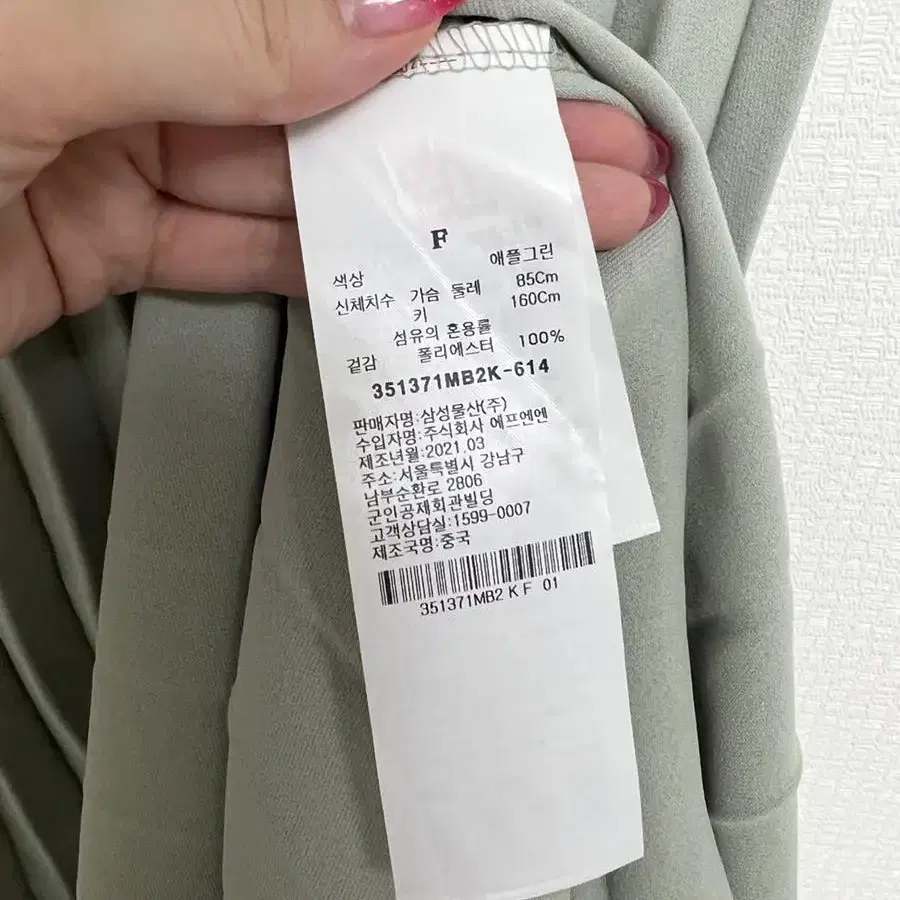 F
색상 애플그린
신체치수 가슴 둘레 85Cm
키 160Cm
섬유의 혼용률
겉감 폴리에스터 100%
351371MB2K-614
판매자명:삼성물산(주)
수입자명:주식회사 에프엔엔
제조년월:2021.03
주소:서울특별시 강남구
남부순환로 2806
군인공제회관빌딩
고객상담실:1599-0007
제조국명:중국
351371MB2 K F 01